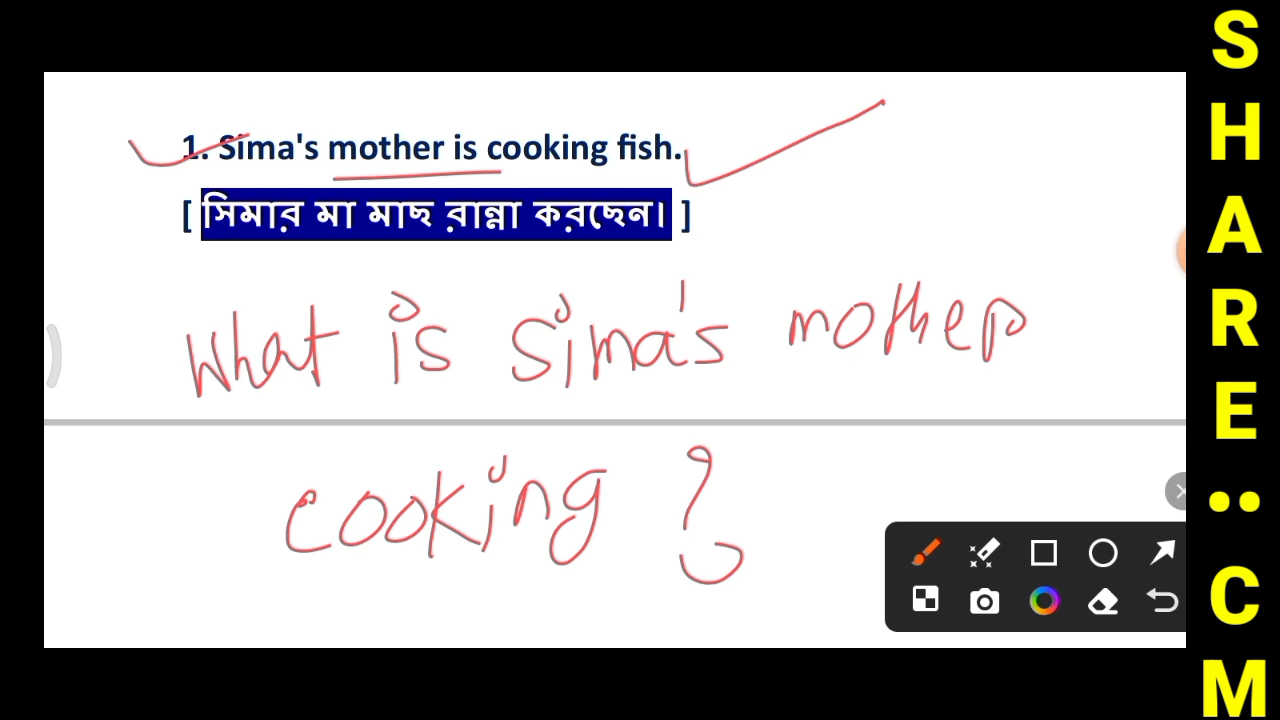 1. Sima's mother is cooking fish.
[ সিমার মা মাছ রান্না করছেন। ]
What is Sima's mother
cooking ?
SHARE..CM